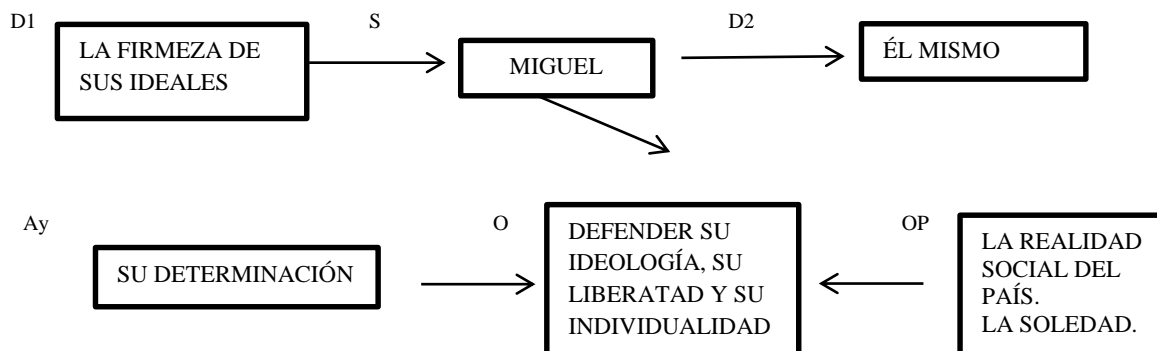 D1
S
D2
LA FIRMEZA DE
SUS IDEALES
MIGUEL
ÉL MISMO
Ay
O
OP
SU DETERMINACIÓN
DEFENDER SU
IDEOLOGÍA, SU
LIBERATAD Y SU
INDIVIDUALIDAD
LA REALIDAD
SOCIAL DEL
PAÍS.
LA SOLEDAD.